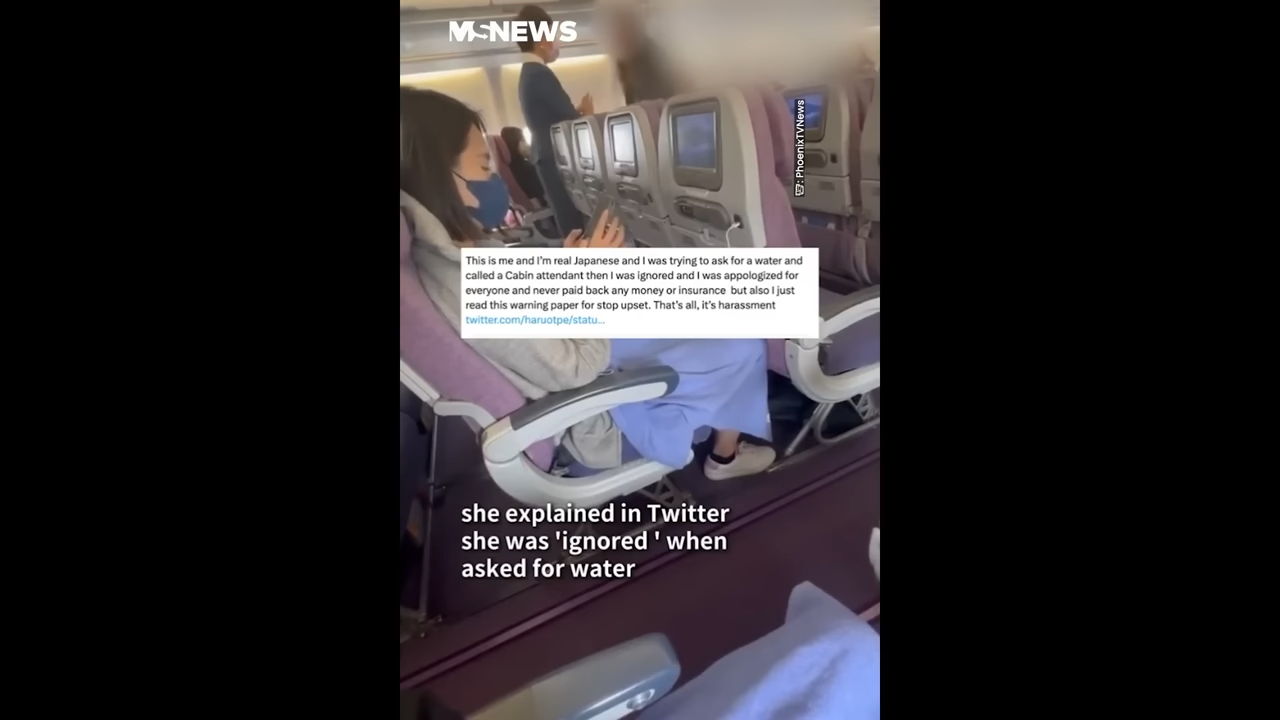 MSNEWS
: PhoenixTVNews
This is me and I'm real Japanese and I was trying to ask for a water and
called a Cabin attendant then I was ignored and I was appologized for
everyone and never paid back any money or insurance but also I just
read this warning paper for stop upset. That's all, it's harassment
twitter.com/haruotpe/statu...
she explained in Twitter
she was 'ignored ' when
asked for water